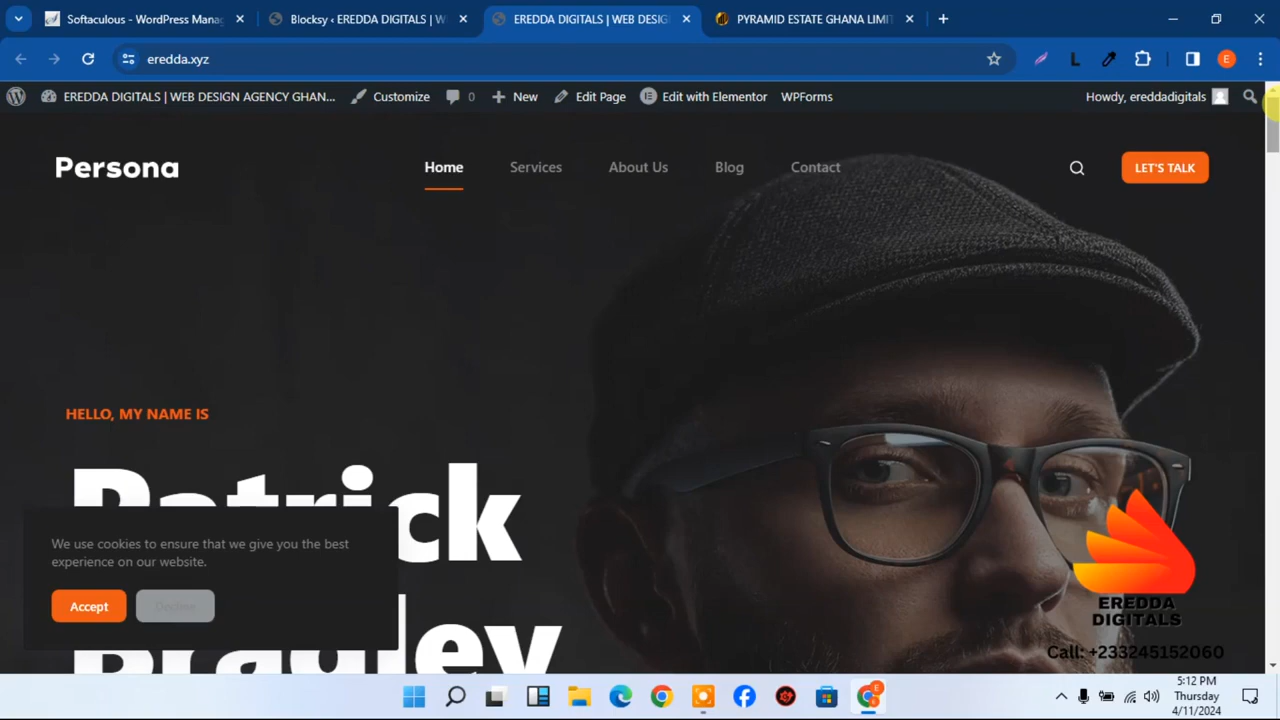 Softaculous - WordPress Mana
Blocksy ‹ EREDDA DIGITALS | W
EREDDA DIGITALS | WEB DESIG
PYRAMID ESTATE GHANA LIMIT
eredda.xyz
L
E
EREDDA DIGITALS | WEB DESIGN AGENCY GHAN...
Customize
0
New
Edit Page
Edit with Elementor
WPForms
Howdy, ereddadigitals
Persona
Home
Services
About Us
Blog
Contact
LET'S TALK
HELLO, MY NAME IS
Patrick
Bradley
We use cookies to ensure that we give you the best
experience on our website.
Accept
Decline
EREDDA
DIGITALS
Call: +233245152060
E
5:12 PM
Thursday
4/11/2024